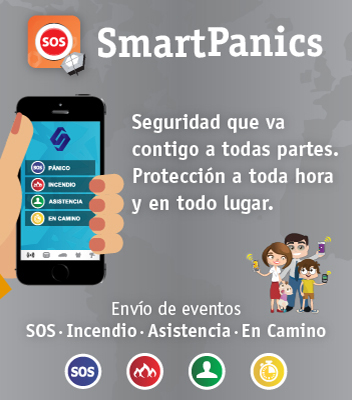 SOS
SmartPanics
Seguridad que va
contigo a todas partes.
Protección a toda hora
y en todo lugar.
SOS PÁNICO
INCENDIO
ASISTENCIA
EN CAMINO
Envío de eventos
SOS · Incendio · Asistencia · En Camino
SOS